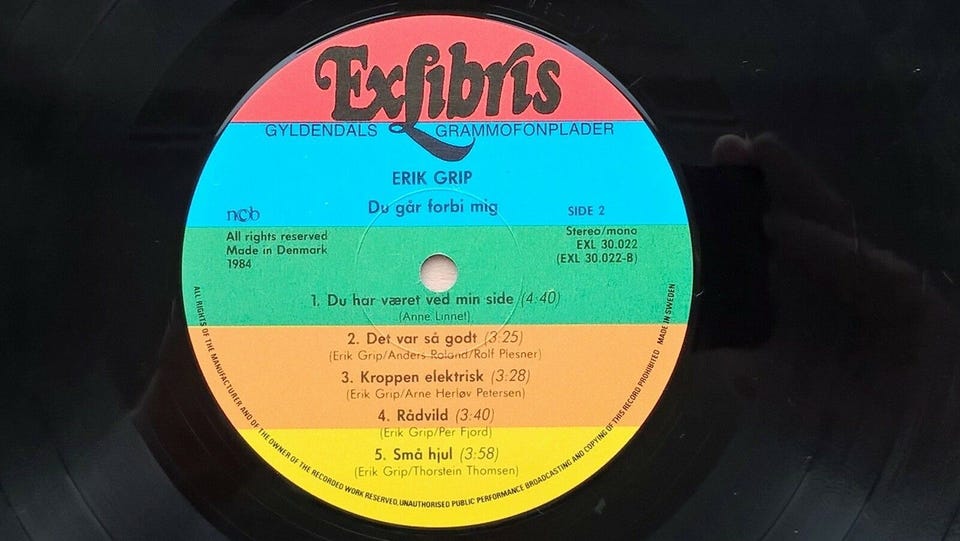 Exlibris
GYLDENDALS GRAMMOFONPLADER
ERIK GRIP
Du går forbi mig
SIDE 2
ncb
All rights reserved
Made in Denmark
1984
Stereo/mono
EXL 30.022
(EXL 30.022-B)
1. Du har været ved min side (4:40)
(Anne Linnet)
2. Det var så godt (3:25)
(Erik Grip/Anders Roland/Rolf Plesner)
3. Kroppen elektrisk (3:28)
(Erik Grip/Arne Herløv Petersen)
4. Rådvild (3:40)
(Erik Grip/Per Fjord)
5. Små hjul (3:58)
(Erik Grip/Thorstein Thomsen)
ALL RIGHTS OF THE MANUFACTURER AND OF THE OWNER OF THE RECORDED WORK RESERVED, UNAUTHORISED PUBLIC PERFORMANCE BROADCASTING AND COPYING OF THIS RECORD PROHIBITED MADE IN SWEDEN